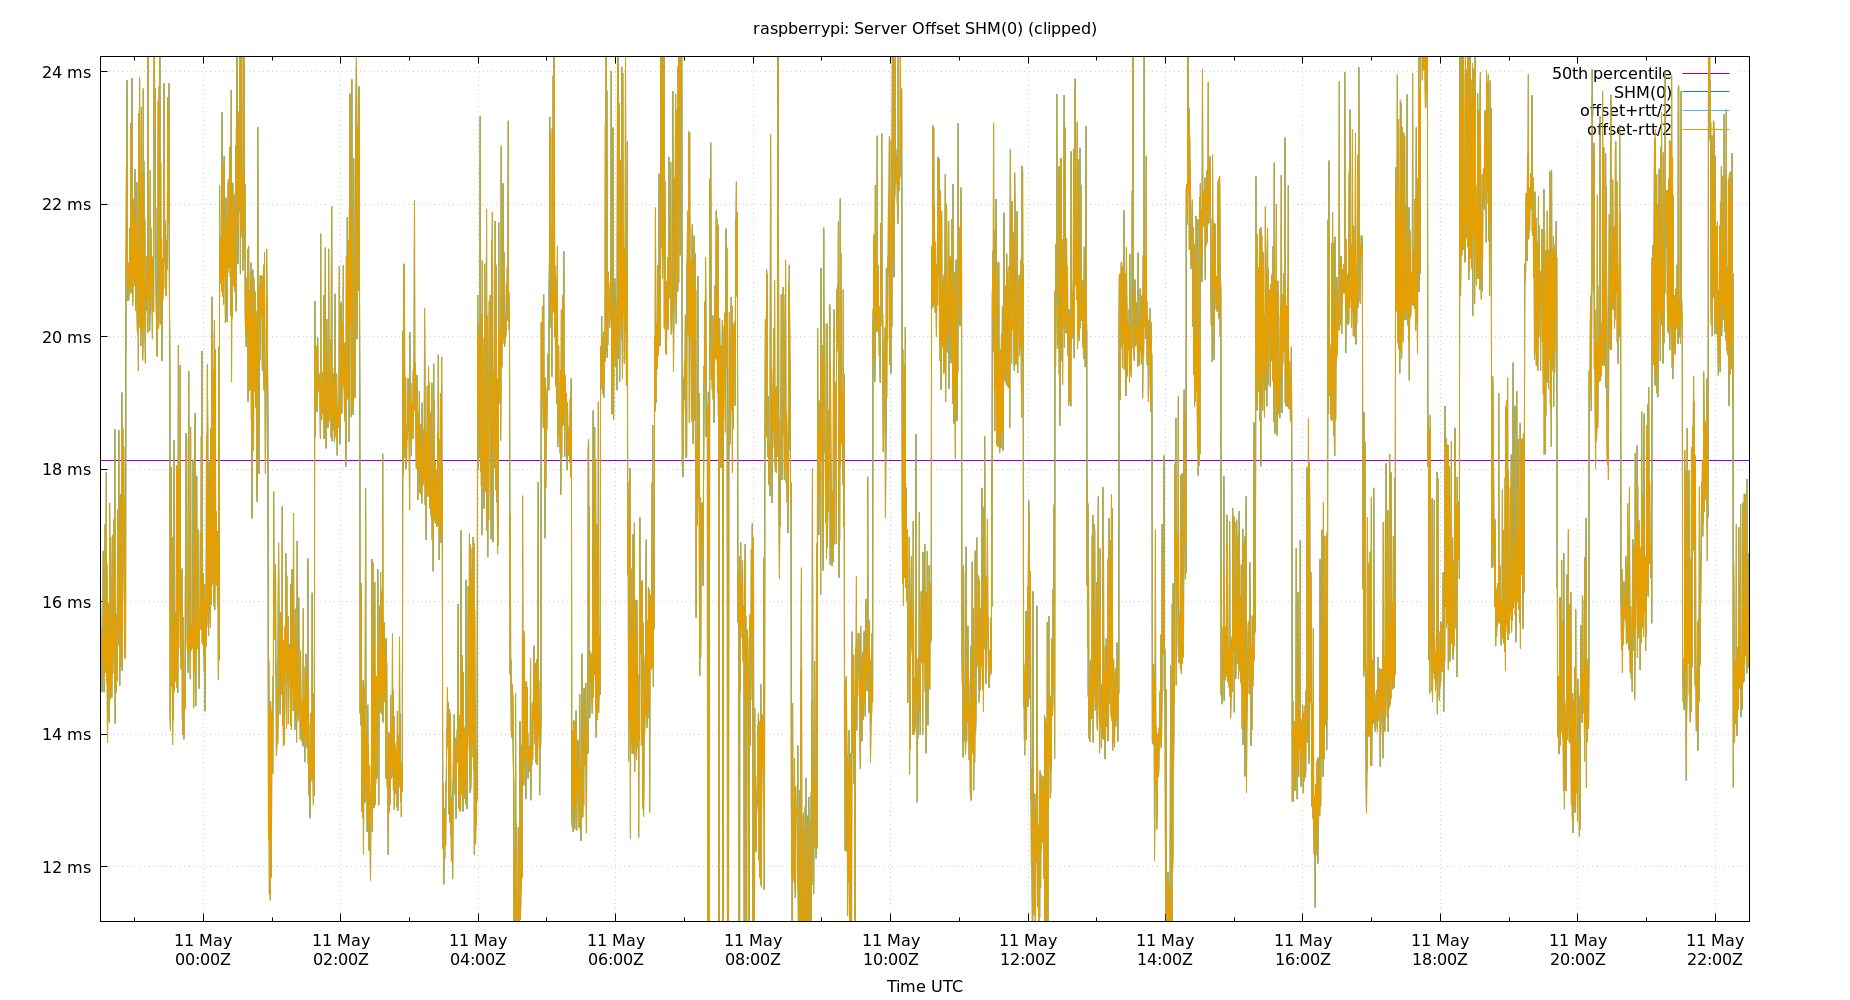 raspberrypi: Server Offset SHM(0) (clipped)
24 ms
22 ms
20 ms
18 ms
16 ms
14 ms
12 ms
50th percentile
SHM(0)
offset+rtt/2
offset-rtt/2
11 May 11 May 11 May 11 May 11 May 11 May 11 May 11 May 11 May 11 May 11 May 11 May
00:00Z 02:00Z 04:00Z 06:00Z 08:00Z 10:00Z 12:00Z 14:00Z 16:00Z 18:00Z 20:00Z 22:00Z
Time UTC